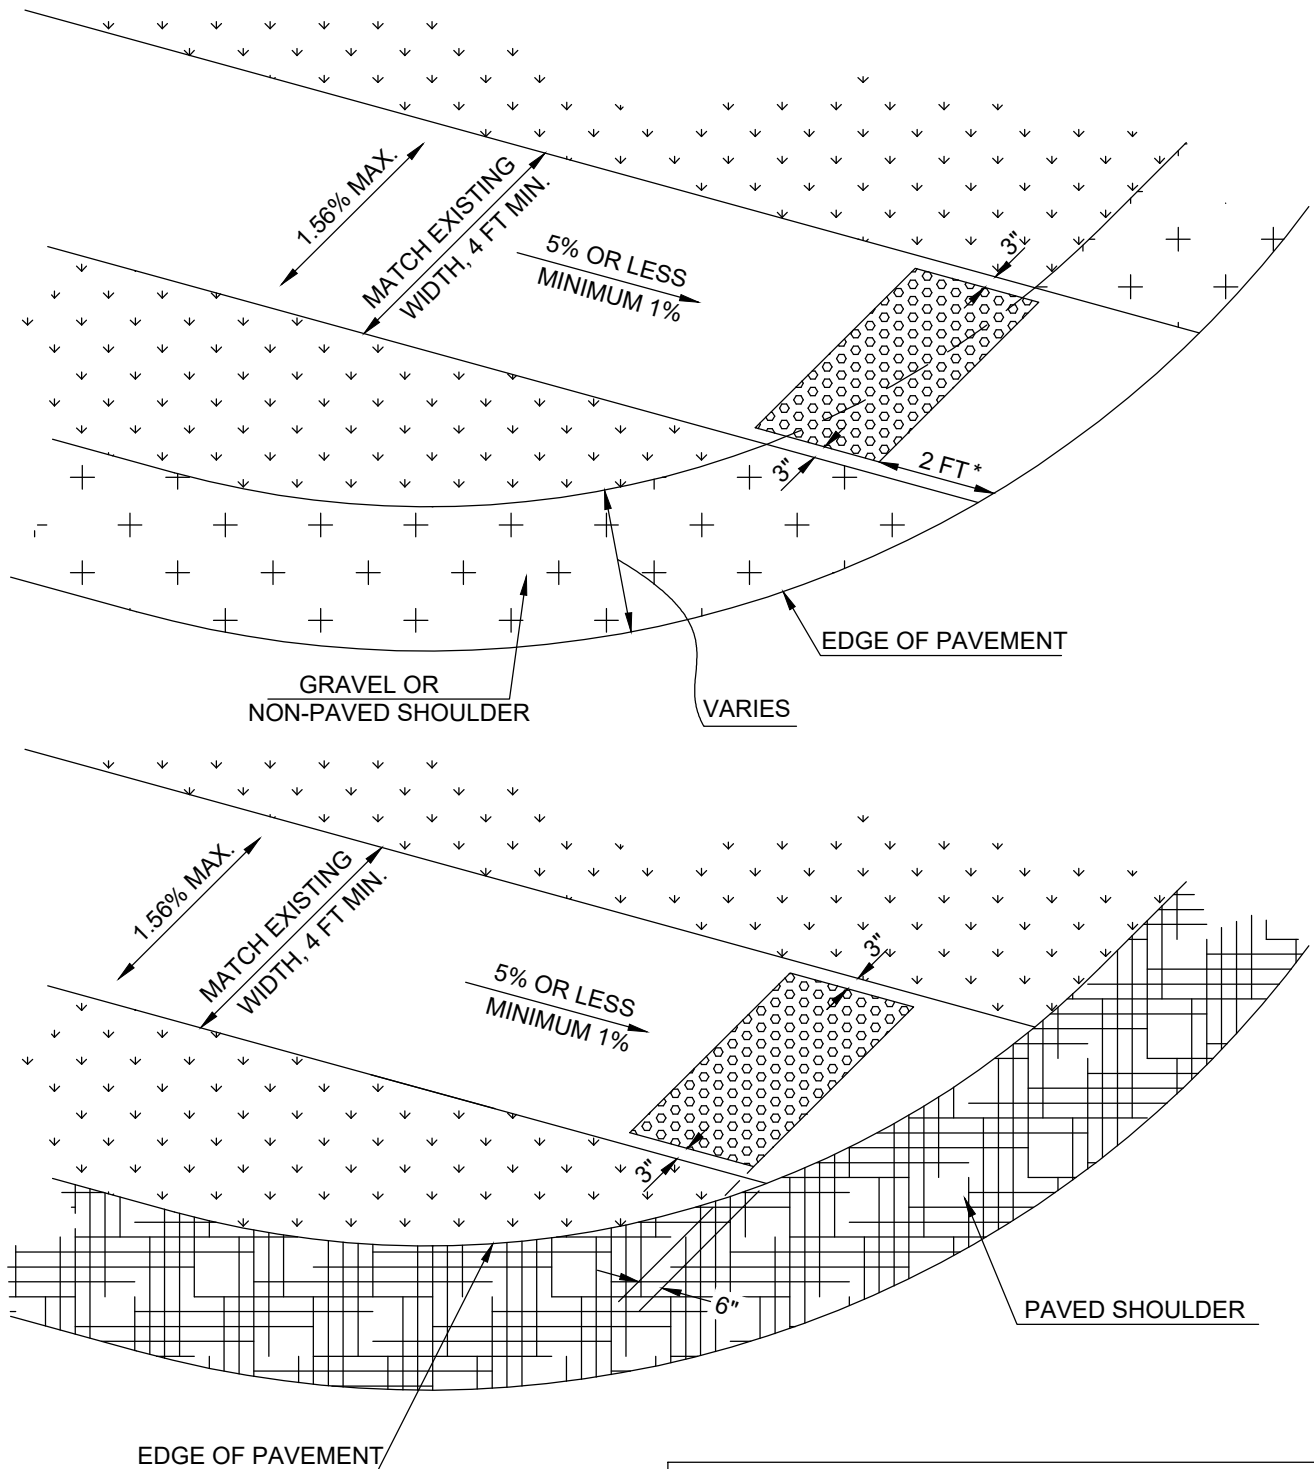 1.56% MAX.
MATCH EXISTING
WIDTH, 4 FT MIN.
5% OR LESS
MINIMUM 1%
3"
3"
2 FT *
EDGE OF PAVEMENT
GRAVEL OR
NON-PAVED SHOULDER
VARIES
1.56% MAX.
MATCH EXISTING
WIDTH, 4 FT MIN.
5% OR LESS
MINIMUM 1%
3"
3"
6"
PAVED SHOULDER
EDGE OF PAVEMENT